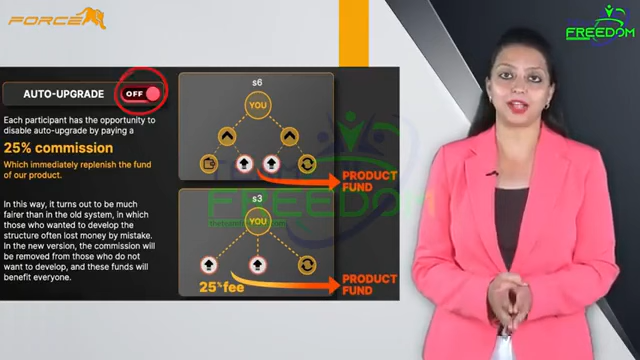 FORCE
FREEDOM
AUTO-UPGRADE
OFF
Each participant has the opportunity to
disable auto-upgrade by paying a
25% commission
Which immediately replenish the fund
of our product.
In this way, it turns out to be much
fairer than in the old system, in which
those who wanted to develop the
structure often lost money by mistake.
In the new version, the commission will
be removed from those who do not
want to develop, and these funds will
benefit everyone.
s6
YOU
PRODUCT
FUND
s3
YOU
25% fee
PRODUCT
FUND
FREEDOM